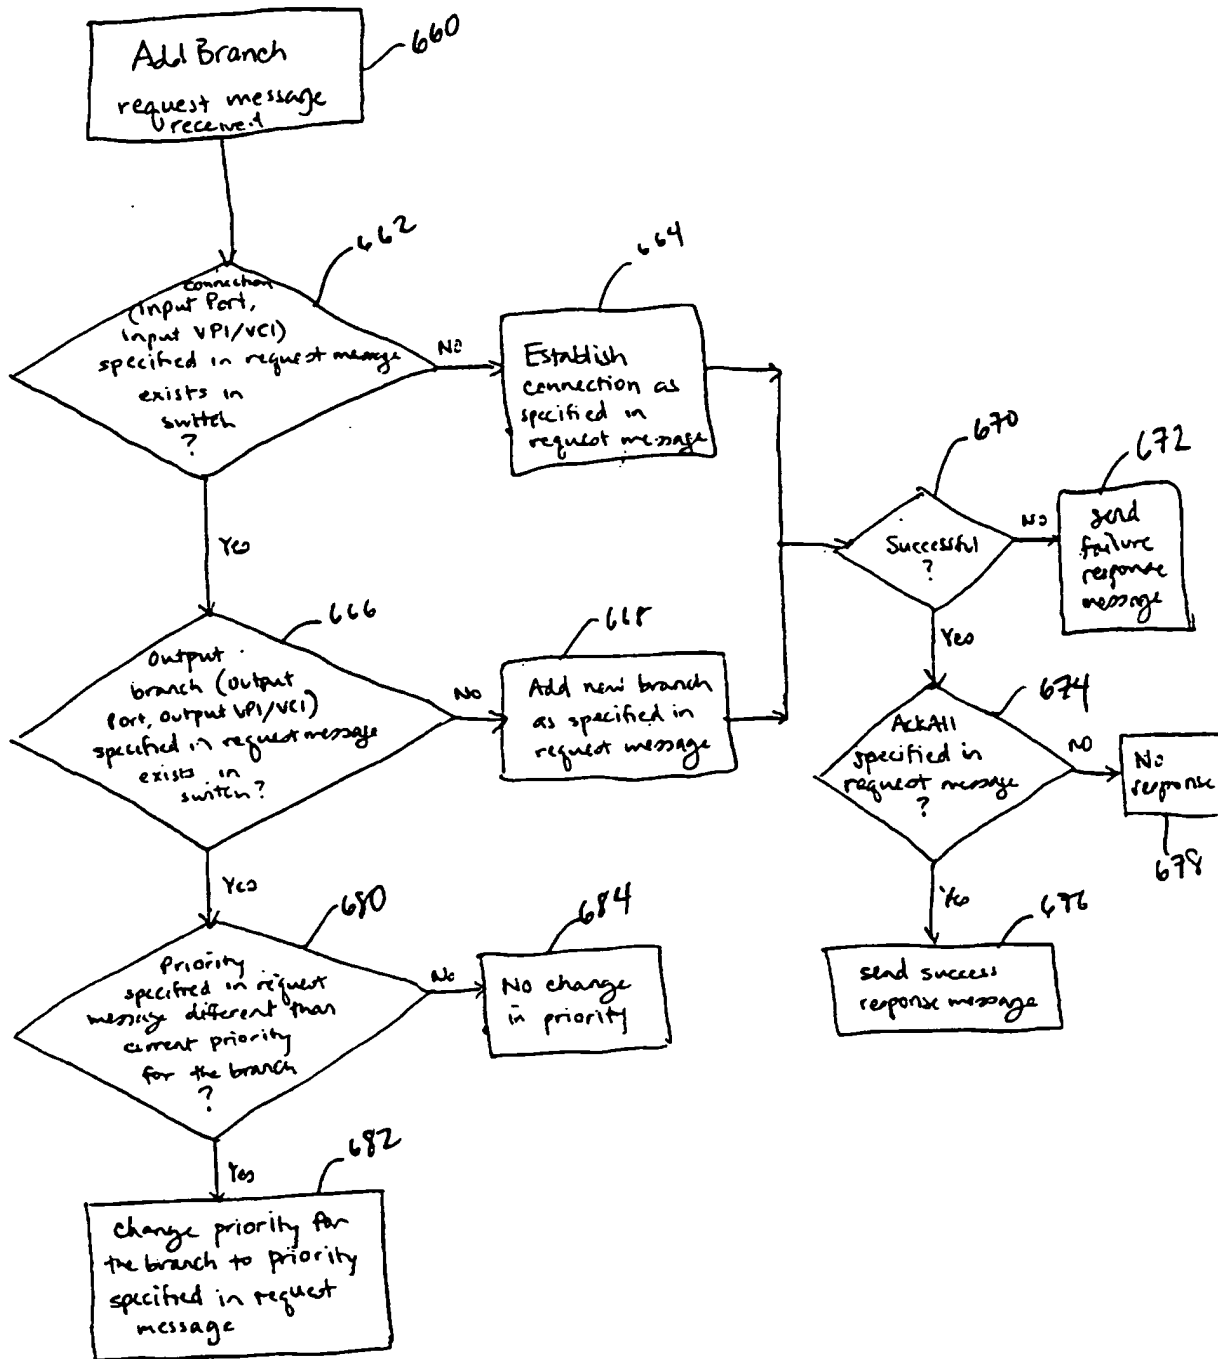 Add Branch
request message
received
660
662
connection
(Input Port,
Input VPI/VCI)
specified in request message
exists in
switch
?
No
664
Establish
connection as
specified in
request message
Yes
670
Successful
?
No
672
send
failure
response
message
666
Output
branch (Output
Port, Output VPI/VCI)
specified in request message
exists in
switch?
No
668
Add new branch
as specified in
request message
Yes
674
AckAll
specified in
request message
?
NO
No
response
678
Yes
676
send success
response message
Yes
680
Priority
specified in request
message different than
current priority
for the branch
?
No
684
No change
in priority
Yes
682
change priority for
the branch to priority
specified in request
message